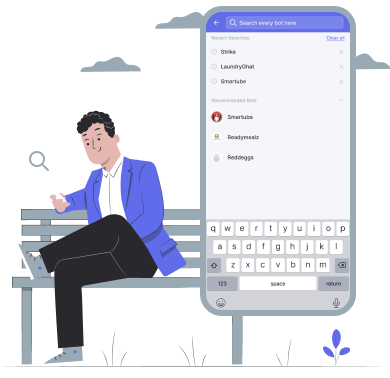 Search every bot here
Recent Searches Clear all
Strike
LaundryGhat
Smartube
Recommended Bots
Smartube
Readymealz
Reddeggs
q w e r t y u i o p
a s d f g h j k l
z x c v b n m
123 space return